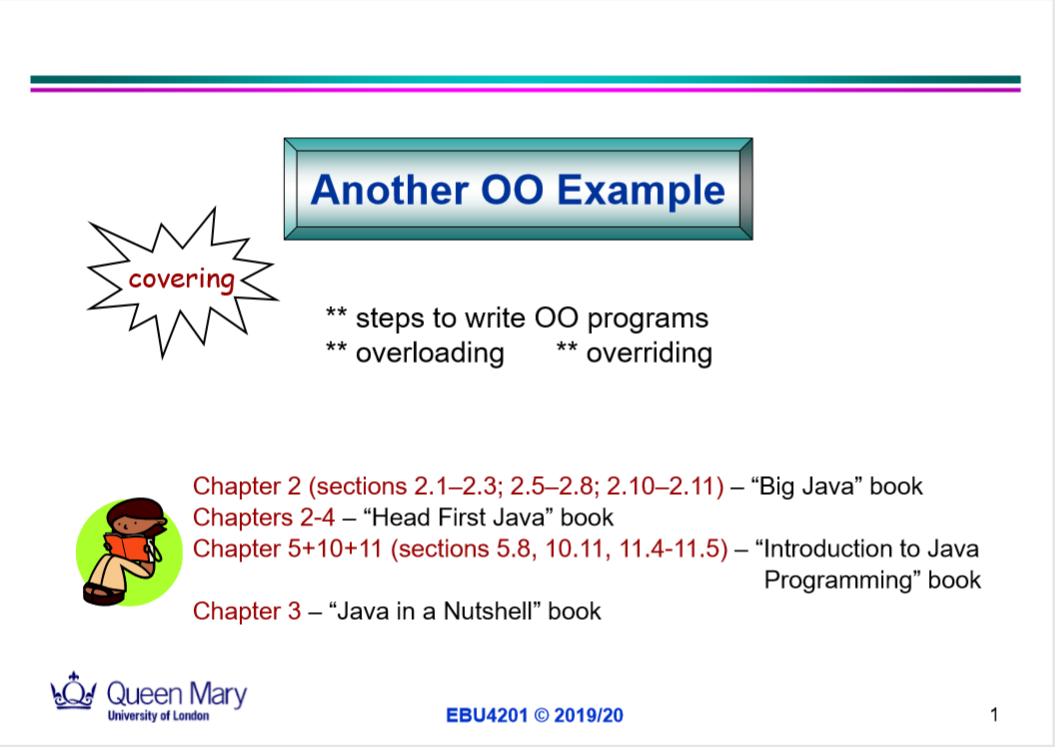 Another OO Example
covering
** steps to write OO programs
** overloading ** overriding
Chapter 2 (sections 2.1–2.3; 2.5–2.8; 2.10–2.11) – “Big Java” book
Chapters 2-4 – “Head First Java” book
Chapter 5+10+11 (sections 5.8, 10.11, 11.4-11.5) – “Introduction to Java
Programming” book
Chapter 3 – “Java in a Nutshell” book
Queen Mary
University of London
EBU4201 © 2019/20
1